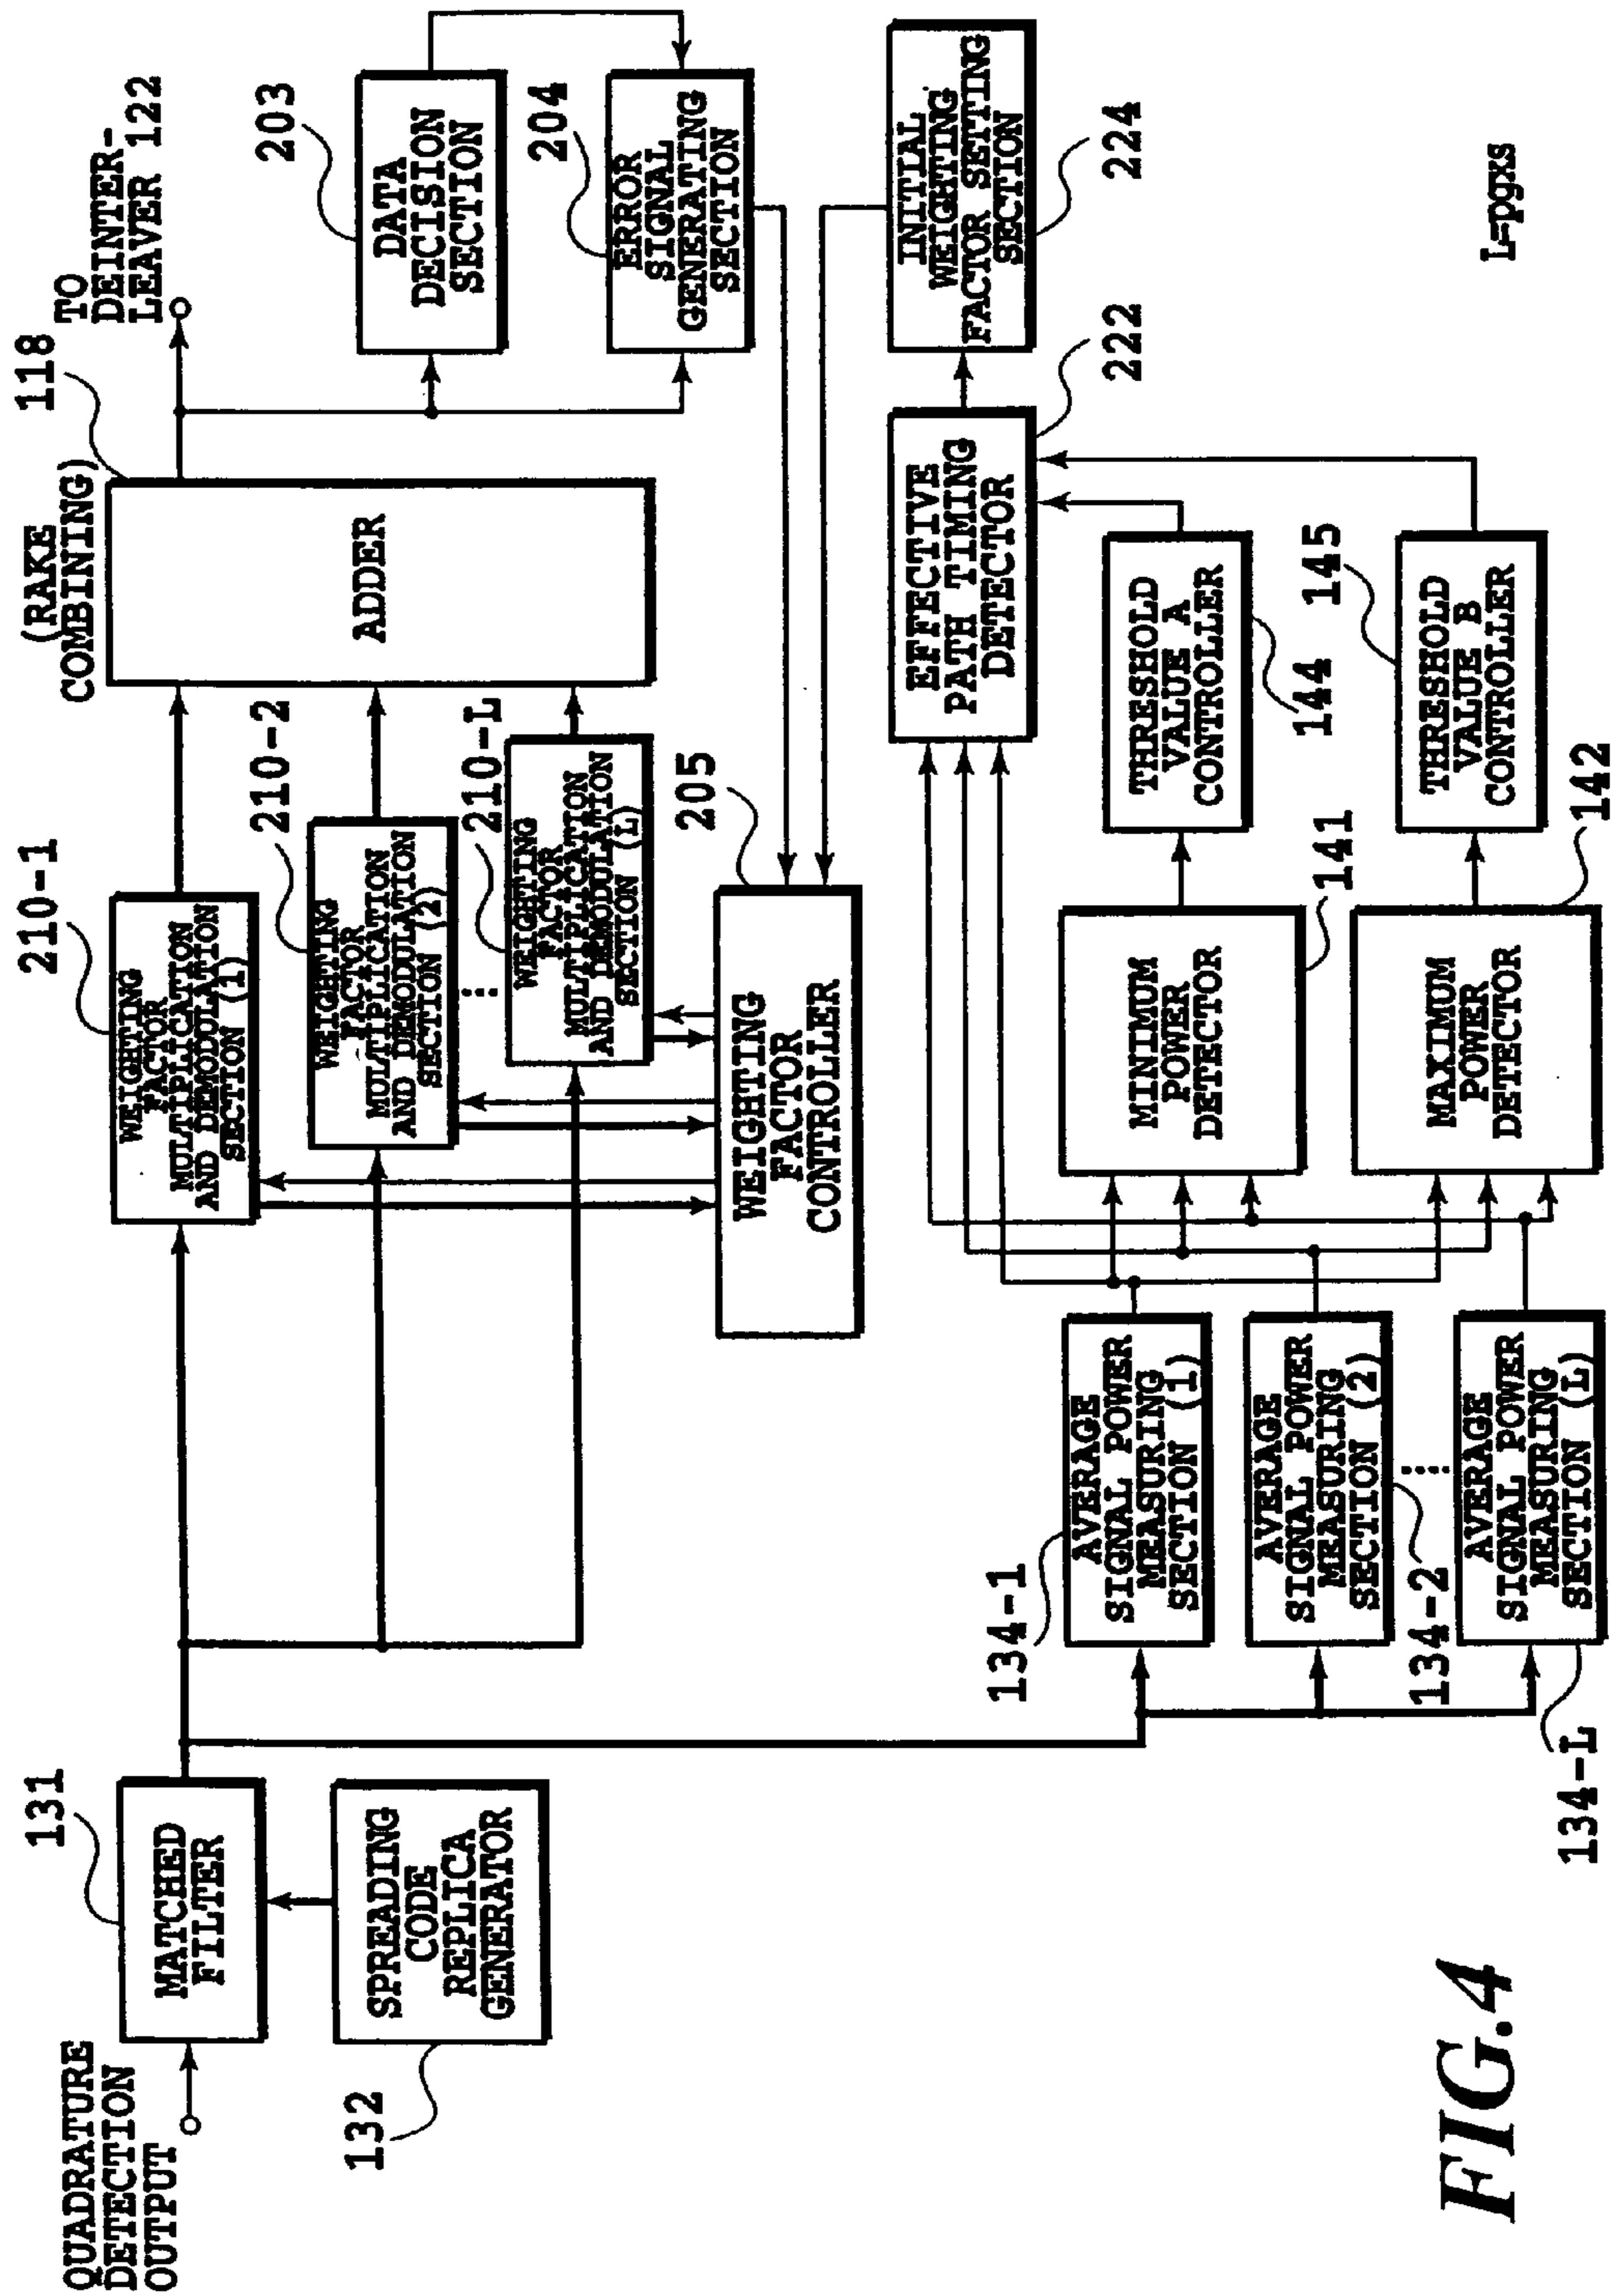 QUADRATURE
DETECTION
OUTPUT
131
MATCHED
FILTER
SPREADING
CODE
REPLICA
GENERATOR
132
210-1
WEIGHTING
FACTOR
MULTIPLICATION
AND DEMODULATION
SECTION (1)
210-2
WEIGHTING
FACTOR
MULTIPLICATION
AND DEMODULATION
SECTION (2)
210-L
WEIGHTING
FACTOR
MULTIPLICATION
AND DEMODULATION
SECTION (L)
205
WEIGHTING
FACTOR
CONTROLLER
(RAKE
COMBINING)
118
ADDER
TO
DEINTER-
LEAVER 122
203
DATA
DECISION
SECTION
204
ERROR
SIGNAL
GENERATING
SECTION
INITIAL
WEIGHTING
FACTOR SETTING
SECTION
224
EFFECTIVE
PATH TIMING
DETECTOR
222
134-1
AVERAGE
SIGNAL POWER
MEASURING
SECTION (1)
AVERAGE
SIGNAL POWER
MEASURING
SECTION (2)
134-2
AVERAGE
SIGNAL POWER
MEASURING
SECTION (L)
134-L
MINIMUM
POWER
DETECTOR
141
MAXIMUM
POWER
DETECTOR
142
THRESHOLD
VALUE A
CONTROLLER
144
145
THRESHOLD
VALUE B
CONTROLLER
L=pgxs
FIG.4